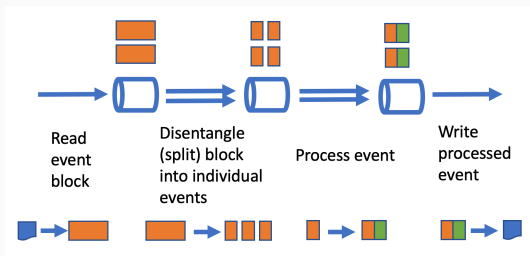 Read
event
block
Disentangle
(split) block
into individual
events
Process event
Write
processed
event